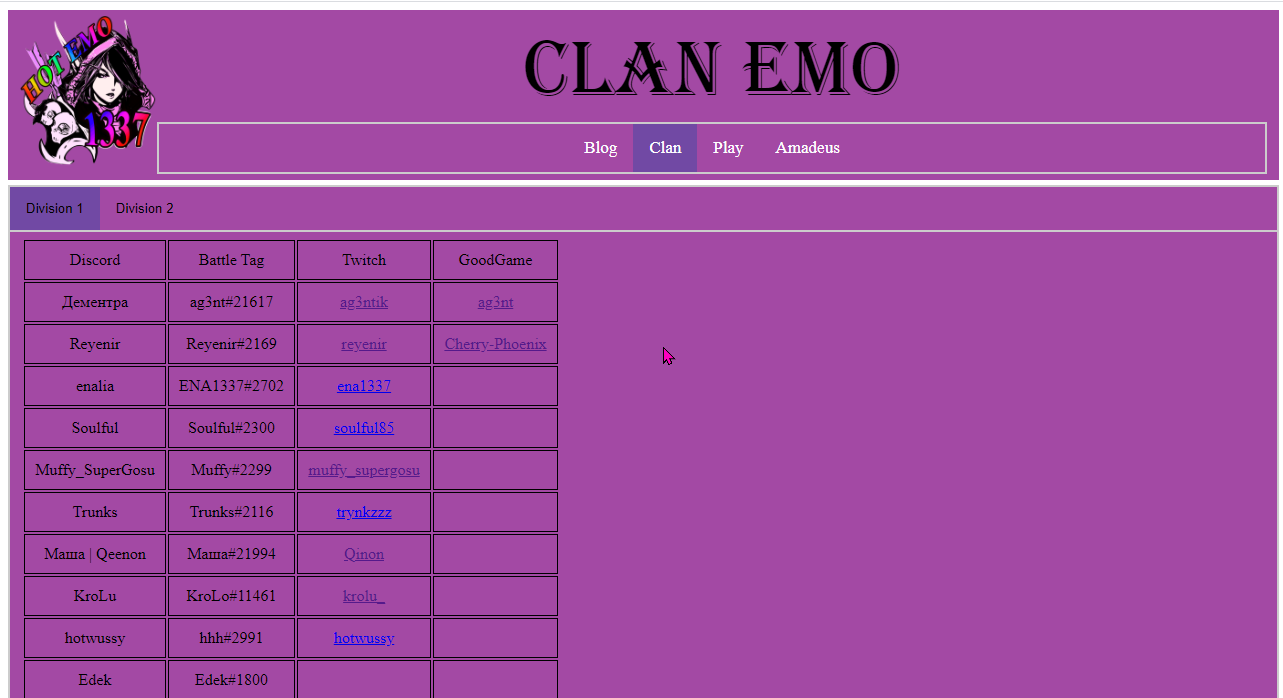 HOT EMO
1337
CLAN EMO
Blog Clan Play Amadeus
Division 1 Division 2
Discord Battle Tag Twitch GoodGame
Дементра ag3nt#21617 ag3ntik ag3nt
Reyenir Reyenir#2169 reyenir Cherry-Phoenix
enalia ENA1337#2702 ena1337
Soulful Soulful#2300 soulful85
Muffy_SuperGosu Muffy#2299 muffy_supergosu
Trunks Trunks#2116 trynkzzz
Маша | Qeenon Маша#21994 Qinon
KroLu KroLo#11461 krolu_
hotwussy hhh#2991 hotwussy
Edek Edek#1800